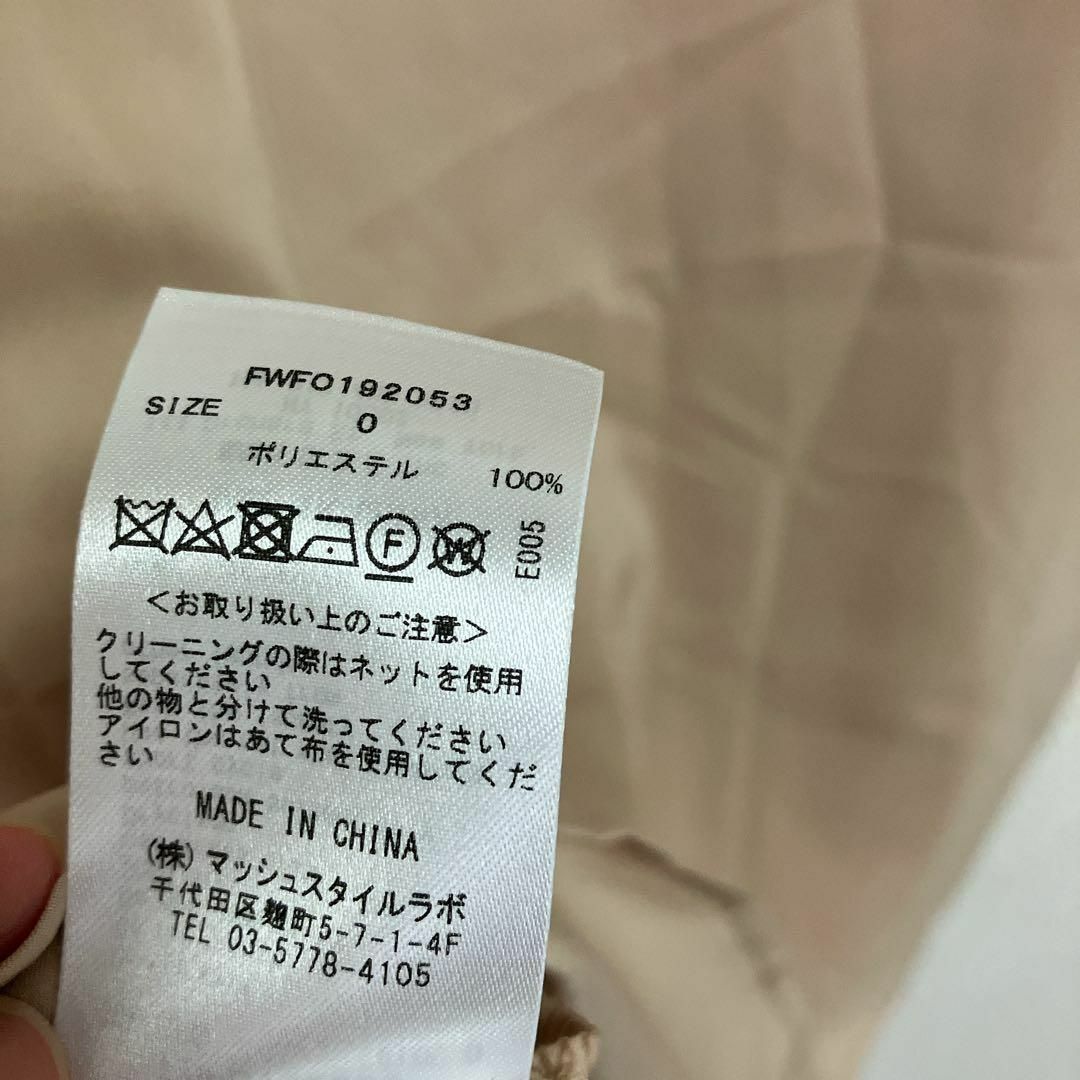 FWFO192053
SIZE 0
ポリエステル 100%
F W E005
<お取り扱い上のご注意>
クリーニングの際はネットを使用
してください
他の物と分けて洗ってください
アイロンはあて布を使用してくだ
さい
MADE IN CHINA
(株)マッシュスタイルラボ
千代田区麹町5-7-1-4F
TEL 03-5778-4105